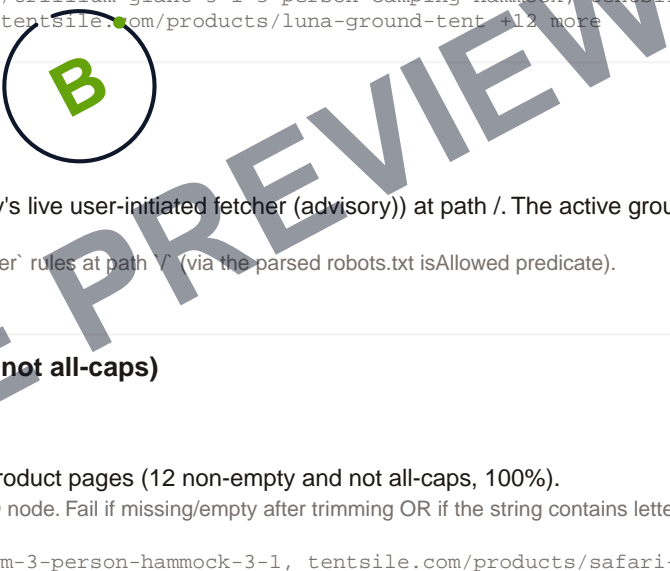 tentsile.com/products/luna-ground-tent +12 more
B
PREVIEW
y's live user-initiated fetcher (advisory)) at path /. The active grou
er` rules at path `/` (via the parsed robots.txt isAllowed predicate).
not all-caps)
roduct pages (12 non-empty and not all-caps, 100%).
node. Fail if missing/empty after trimming OR if the string contains lette
m-3-person-hammock-3-1, tentsile.com/products/safari-